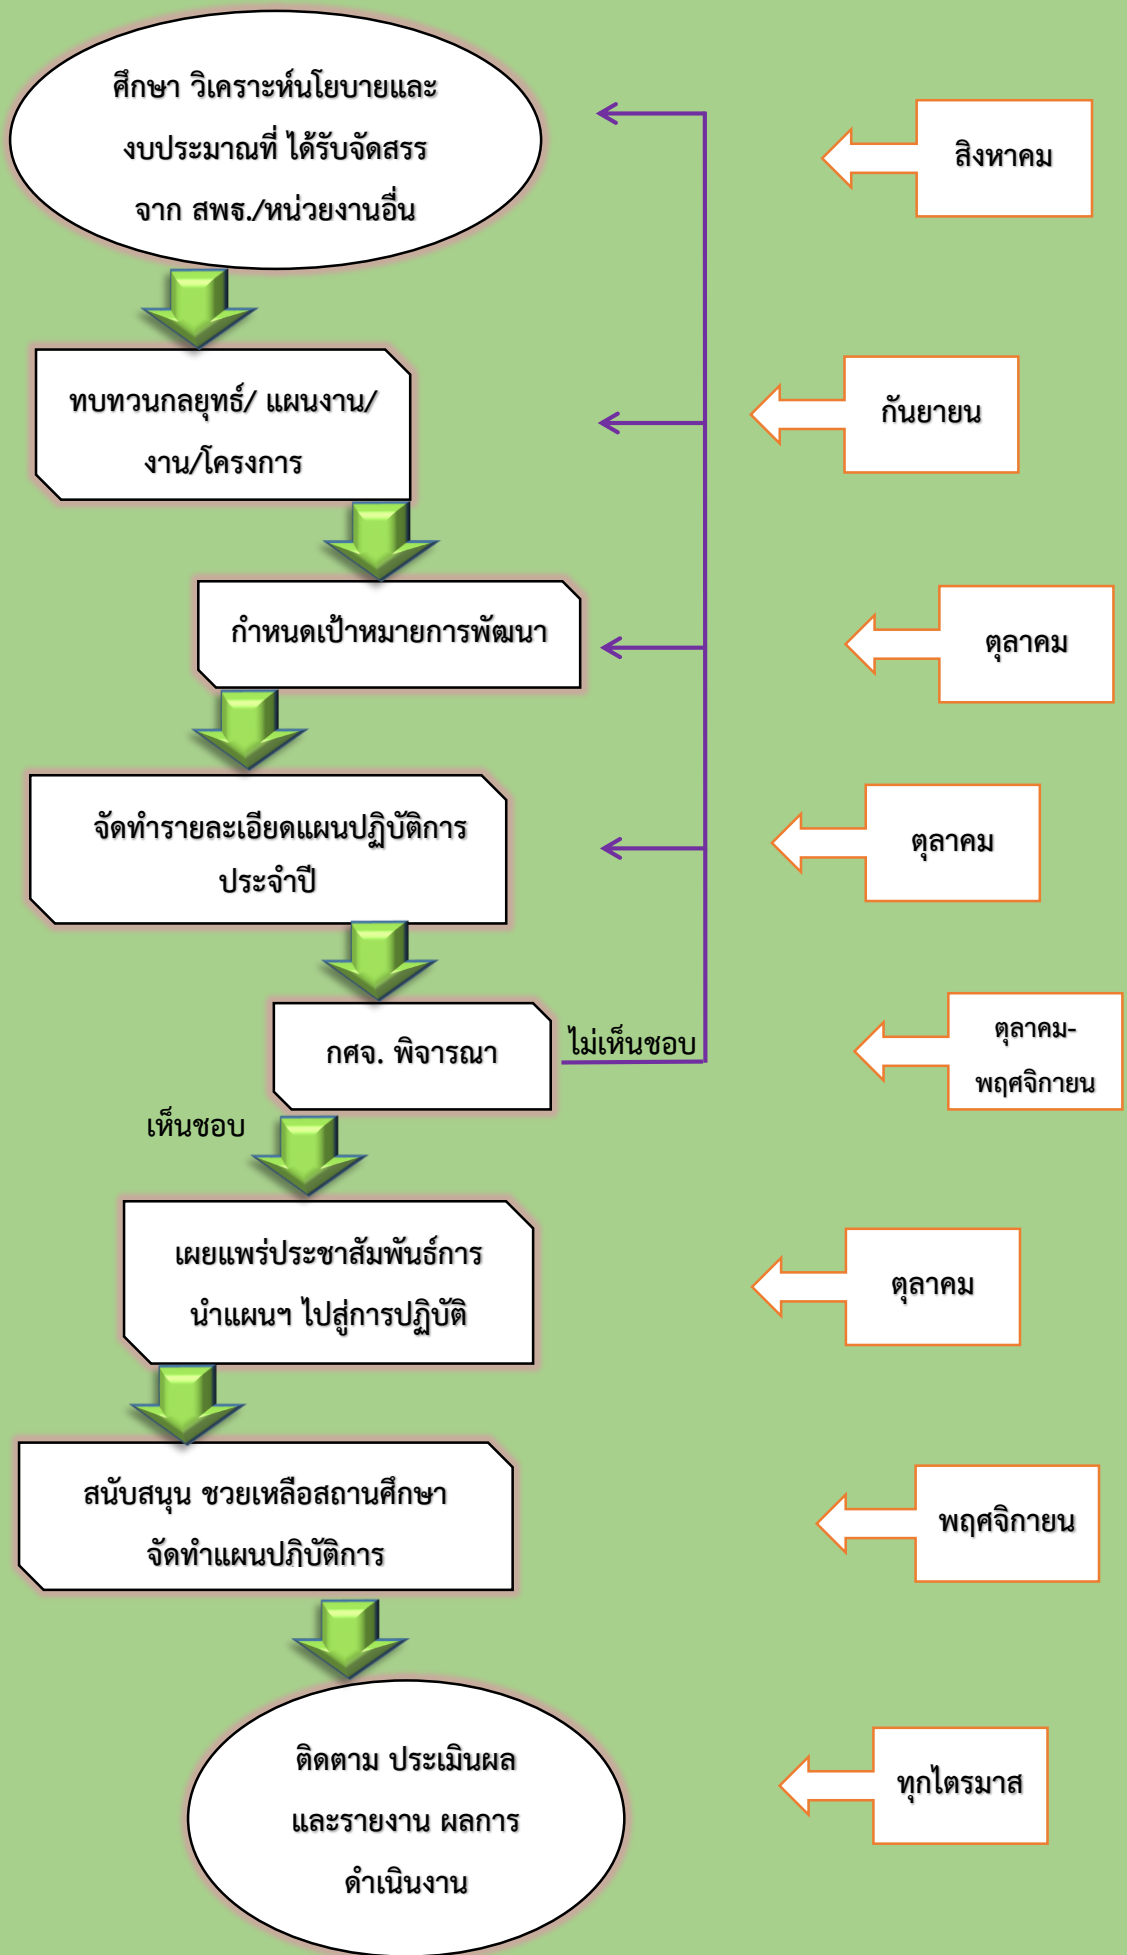 ศึกษา วิเคราะห์นโยบายและ
งบประมาณที่ ได้รับจัดสรร
จาก สพฐ./หน่วยงานอื่น
สิงหาคม
ทบทวนกลยุทธ์/ แผนงาน/
งาน/โครงการ
กันยายน
กำหนดเป้าหมายการพัฒนา
ตุลาคม
จัดทำรายละเอียดแผนปฏิบัติการ
ประจำปี
ตุลาคม
กศจ. พิจารณา
ไม่เห็นชอบ
ตุลาคม-
พฤศจิกายน
เห็นชอบ
เผยแพร่ประชาสัมพันธ์การ
นำแผนฯ ไปสู่การปฏิบัติ
ตุลาคม
สนับสนุน ช่วยเหลือสถานศึกษา
จัดทำแผนปภิบัติการ
พฤศจิกายน
ติดตาม ประเมินผล
และรายงาน ผลการ
ดำเนินงาน
ทุกไตรมาส